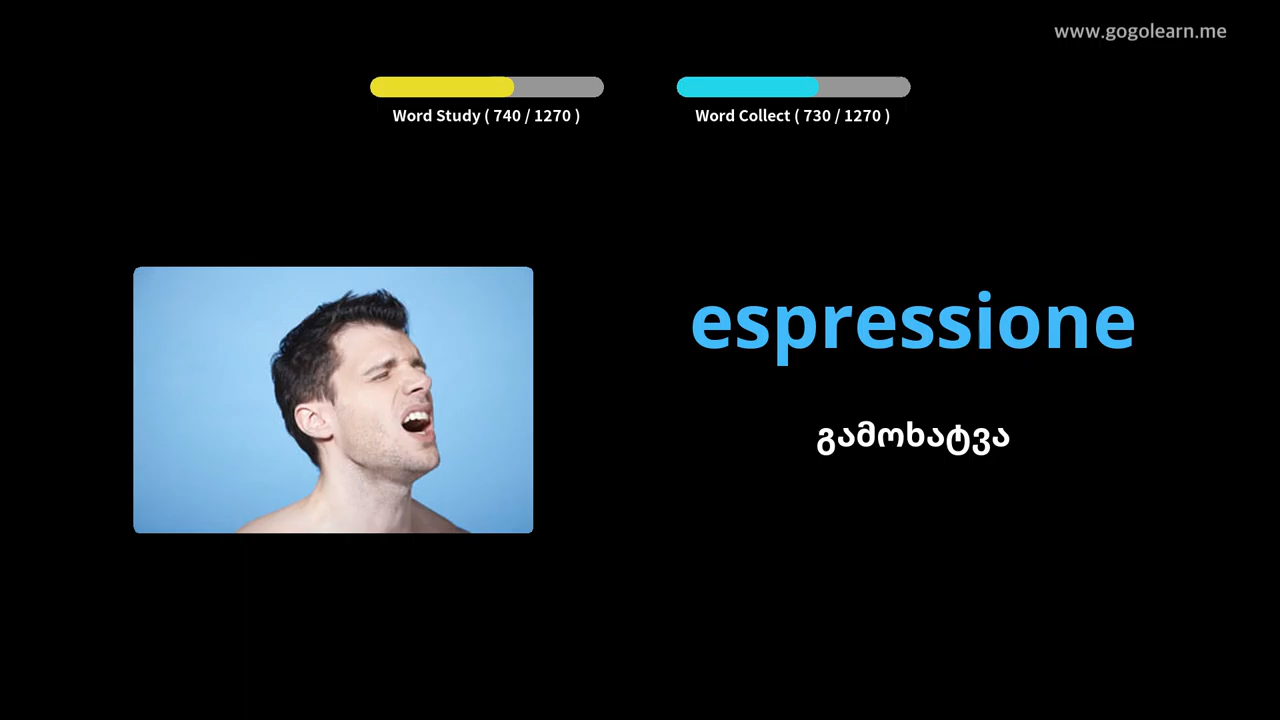 www.gogolearn.me
Word Study ( 740 / 1270 )
Word Collect ( 730 / 1270 )
espressione
გამოხატვა